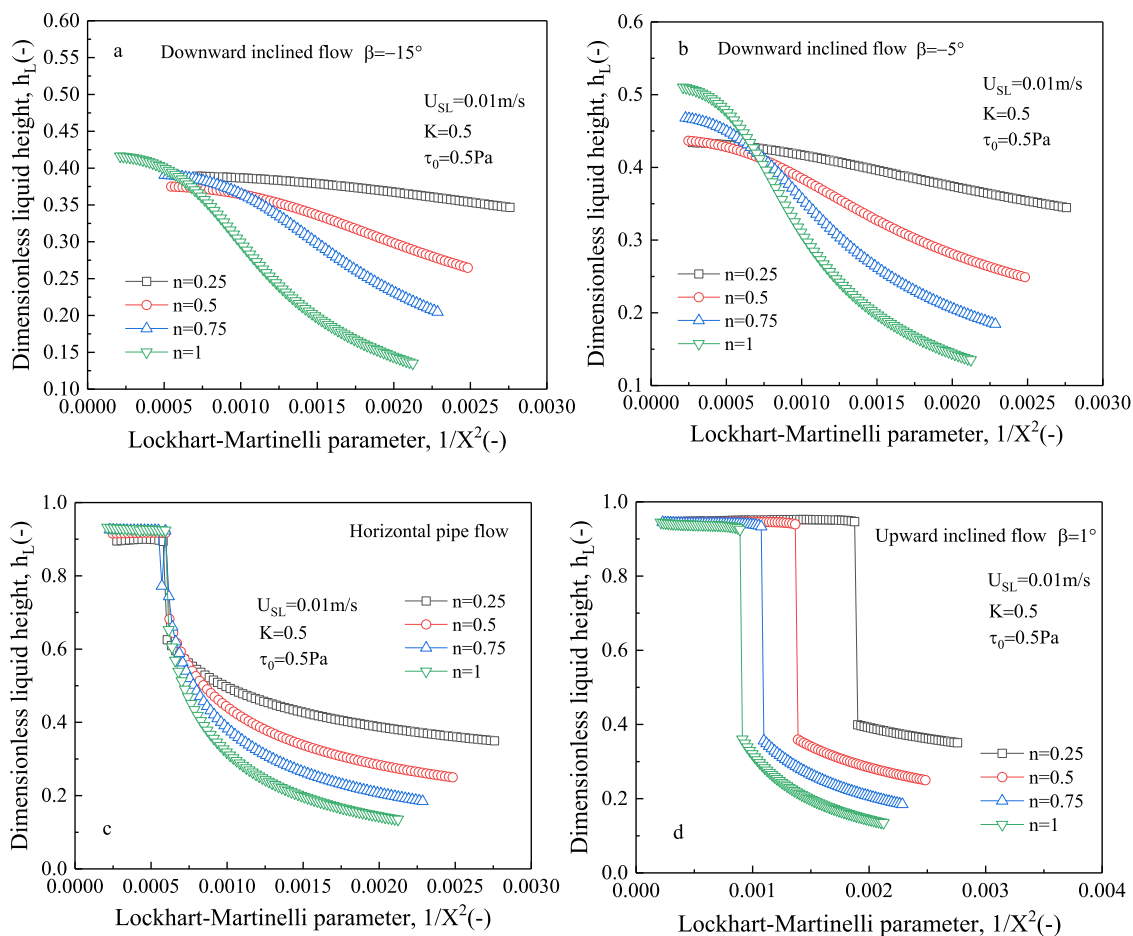 a
Downward inclined flow β=−15°
U_SL=0.01m/s
K=0.5
τ_0=0.5Pa
n=0.25
n=0.5
n=0.75
n=1
0.60
0.55
0.50
0.45
0.40
0.35
0.30
0.25
0.20
0.15
0.10
0.0000 0.0005 0.0010 0.0015 0.0020 0.0025 0.0030
Dimensionless liquid height, h_L(-)
Lockhart-Martinelli parameter, 1/X^2(-)
b
Downward inclined flow β=−5°
U_SL=0.01m/s
K=0.5
τ_0=0.5Pa
n=0.25
n=0.5
n=0.75
n=1
0.6
0.5
0.4
0.3
0.2
0.1
0.0000 0.0005 0.0010 0.0015 0.0020 0.0025 0.0030
Dimensionless liquid height, h_L(-)
Lockhart-Martinelli parameter, 1/X^2(-)
Horizontal pipe flow
U_SL=0.01m/s
K=0.5
τ_0=0.5Pa
n=0.25
n=0.5
n=0.75
n=1
c
1.0
0.8
0.6
0.4
0.2
0.0
0.0000 0.0005 0.0010 0.0015 0.0020 0.0025 0.0030
Dimensionless liquid height, h_L(-)
Lockhart-Martinelli parameter, 1/X^2(-)
Upward inclined flow β=1°
U_SL=0.01m/s
K=0.5
τ_0=0.5Pa
n=0.25
n=0.5
n=0.75
n=1
d
1.0
0.8
0.6
0.4
0.2
0.0
0.000 0.001 0.002 0.003 0.004
Dimensionless liquid height, h_L(-)
Lockhart-Martinelli parameter, 1/X^2(-)